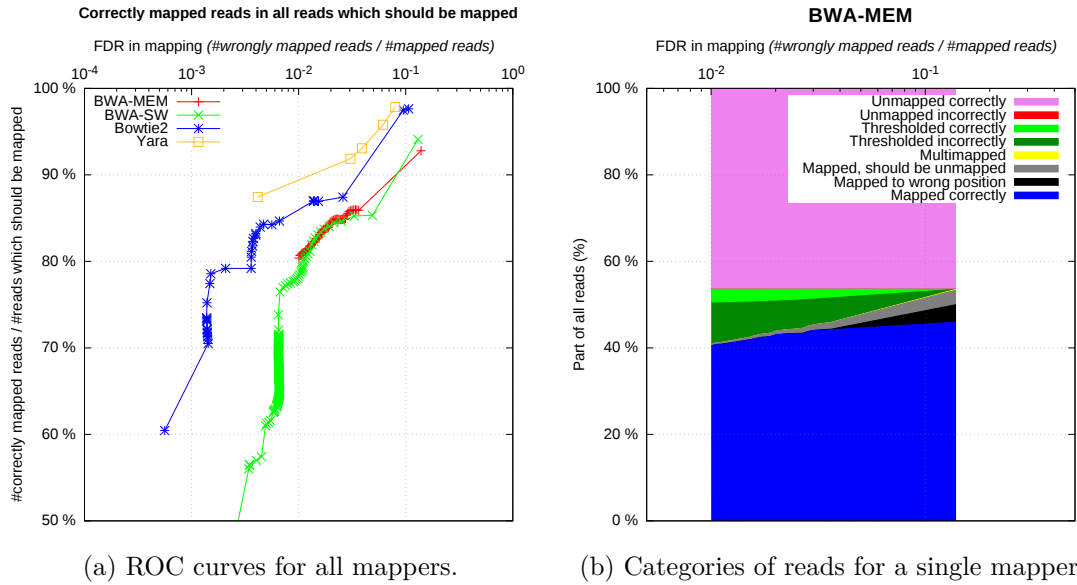 Correctly mapped reads in all reads which should be mapped
FDR in mapping (#wrongly mapped reads / #mapped reads)
10-4 10-3 10-2 10-1 100
#correctly mapped reads / #reads which should be mapped
100 %
90 %
80 %
70 %
60 %
50 %
BWA-MEM
BWA-SW
Bowtie2
Yara
(a) ROC curves for all mappers.
BWA-MEM
FDR in mapping (#wrongly mapped reads / #mapped reads)
10-2 10-1
Part of all reads (%)
100 %
80 %
60 %
40 %
20 %
0 %
Unmapped correctly
Unmapped incorrectly
Thresholded correctly
Thresholded incorrectly
Multimapped
Mapped, should be unmapped
Mapped to wrong position
Mapped correctly
(b) Categories of reads for a single mapper